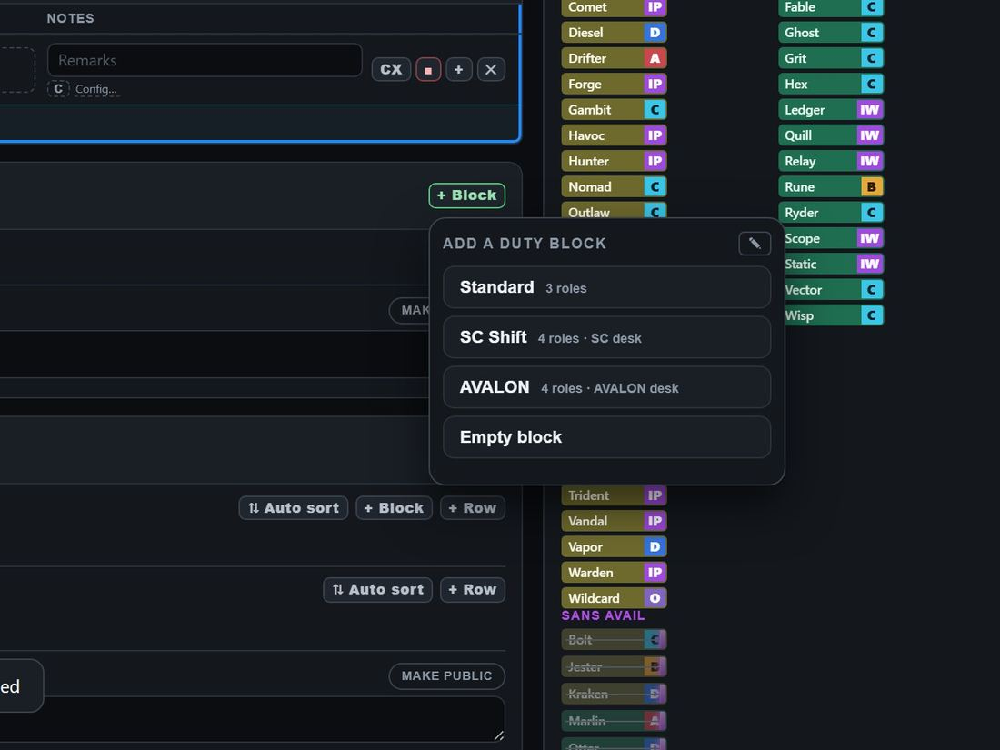 NOTES
Remarks
CX
C Config...
+ Block
MAK
Auto sort + Block + Row
Auto sort + Row
MAKE PUBLIC
ed
ADD A DUTY BLOCK
Standard 3 roles
SC Shift 4 roles · SC desk
AVALON 4 roles · AVALON desk
Empty block
Comet IP
Diesel D
Drifter A
Forge IP
Gambit C
Havoc IP
Hunter IP
Nomad C
Outlaw C
Trident IP
Vandal IP
Vapor D
Warden IP
Wildcard O
SANS AVAIL
Bolt C
Jester B
Kraken
Marlin A
Otter
Fable C
Ghost C
Grit C
Hex C
Ledger IW
Quill IW
Relay IW
Rune B
Ryder C
Scope IW
Static IW
Vector C
Wisp C